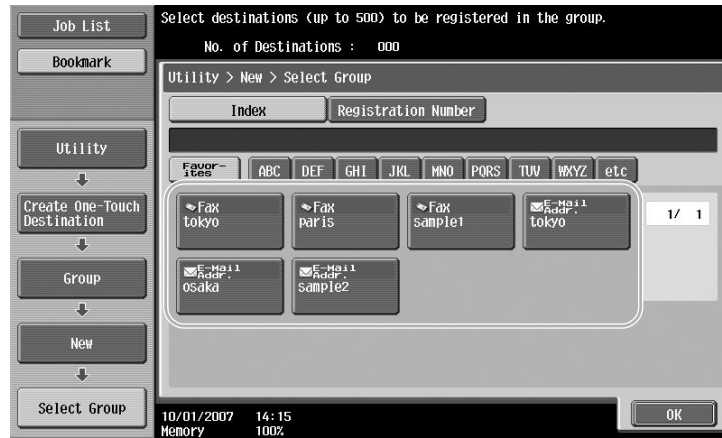 Select destinations (up to 500) to be registered in the group.
No. of Destinations : 000
Job List
Bookmark
Utility
Create One-Touch
Destination
Group
New
Select Group
Utility > New > Select Group
Index
Registration Number
Favor-
ites
ABC
DEF
GHI
JKL
MNO
PQRS
TUV
WXYZ
etc
Fax
tokyo
Fax
paris
Fax
sample1
E-Mail
Addr.
tokyo
E-Mail
Addr.
osaka
E-Mail
Addr.
sample2
1/ 1
10/01/2007 14:15
Memory 100%
OK